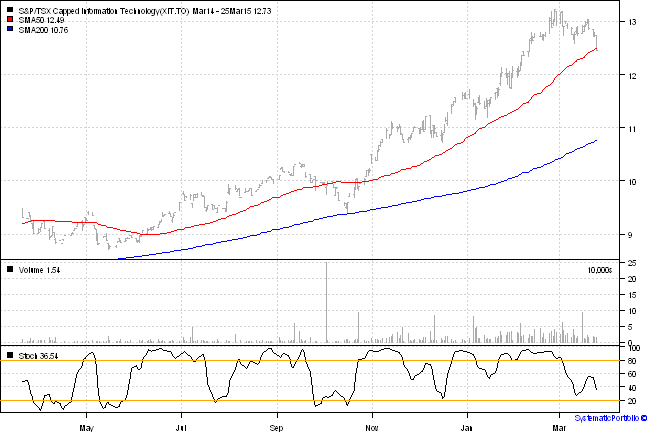 S&P/TSX Capped Information Technology(XIT.TO) Mar14 - 25Mar15 12.73
SMA50 12.49
SMA200 10.76
13
12
11
10
9
Volume 1.54
10,000s
25
20
15
10
5
0
Stoch 36.54
100
80
60
40
20
May
Jul
Sep
Nov
Jan
Mar
SystematicPortfolio ©